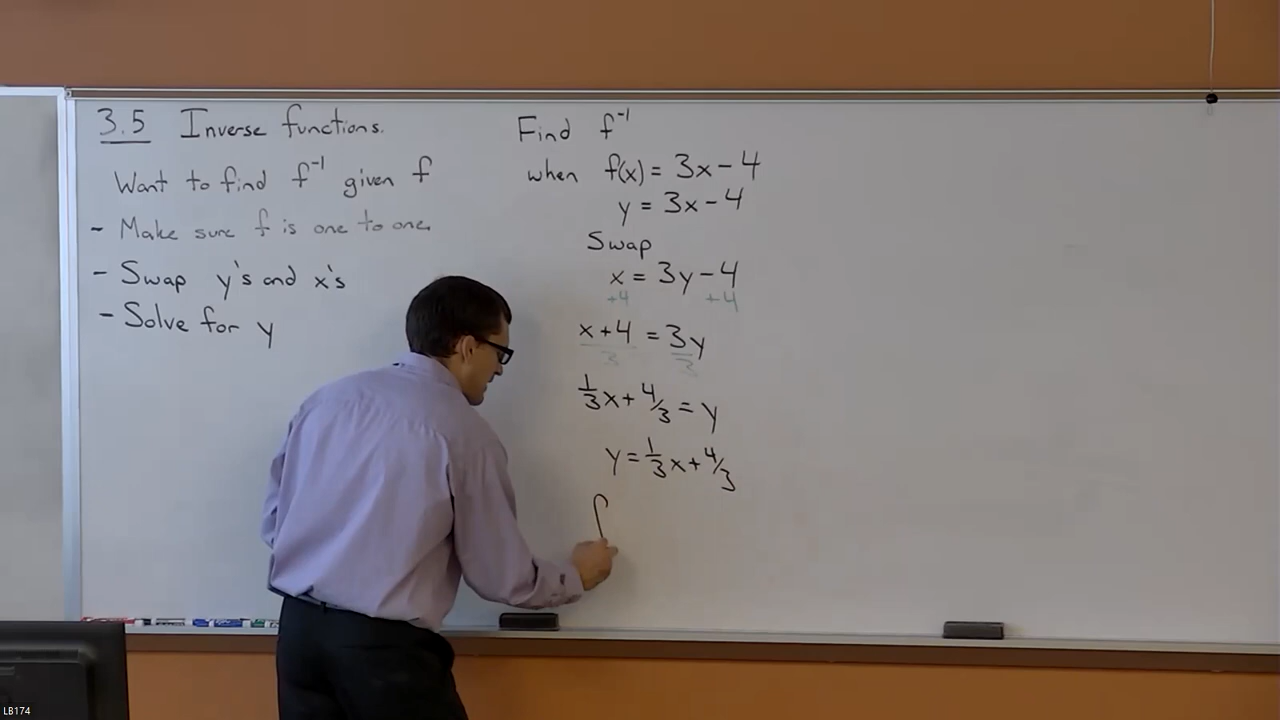 3.5 Inverse functions.
Want to find f⁻¹ given f
- Make sure f is one to one.
- Swap y's and x's
- Solve for y
Find f⁻¹
when f(x) = 3x - 4
y = 3x - 4
Swap
x = 3y - 4
+4 +4
x + 4 = 3y
3 3
1/3 x + 4/3 = y
y = 1/3 x + 4/3
f
LB174